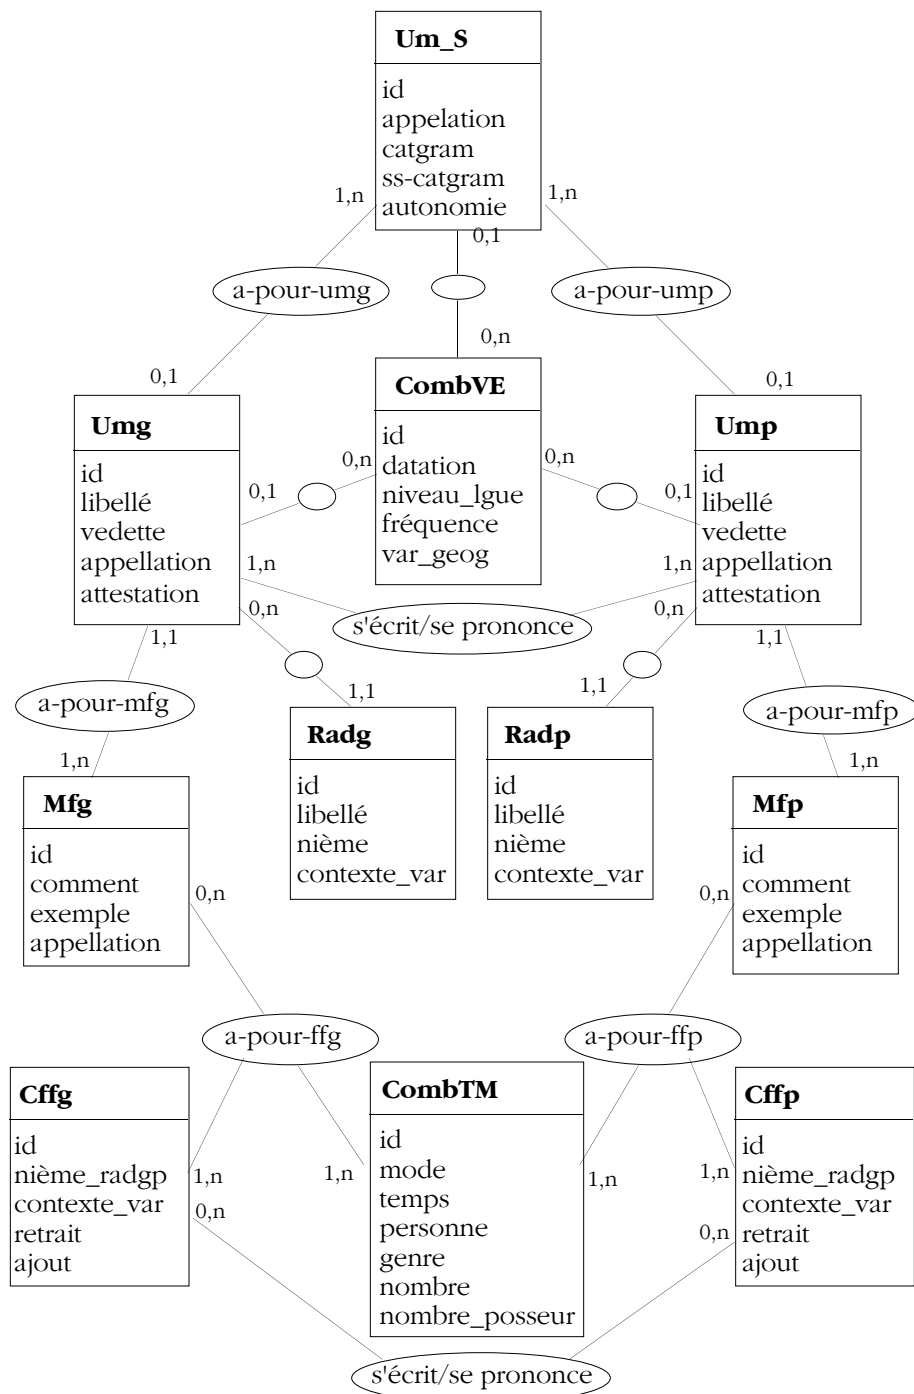 Um_S
id
appelation
catgram
ss-catgram
autonomie
1,n
1,n
0,1
a-pour-umg
a-pour-ump
0,n
0,1
0,1
CombVE
id
datation
niveau_lgue
fréquence
var_geog
Umg
id
libellé
vedette
appellation
attestation
Ump
id
libellé
vedette
appellation
attestation
0,n
0,n
0,1
0,1
1,n
1,n
s'écrit/se prononce
0,n
0,n
1,1
1,1
a-pour-mfg
1,1
1,1
a-pour-mfp
1,n
1,n
Radg
id
libellé
nième
contexte_var
Radp
id
libellé
nième
contexte_var
Mfg
id
comment
exemple
appellation
Mfp
id
comment
exemple
appellation
0,n
0,n
a-pour-ffg
a-pour-ffp
Cffg
id
nième_radgp
contexte_var
retrait
ajout
CombTM
id
mode
temps
personne
genre
nombre
nombre_posseur
Cffp
id
nième_radgp
contexte_var
retrait
ajout
1,n
1,n
1,n
1,n
0,n
0,n
s'écrit/se prononce